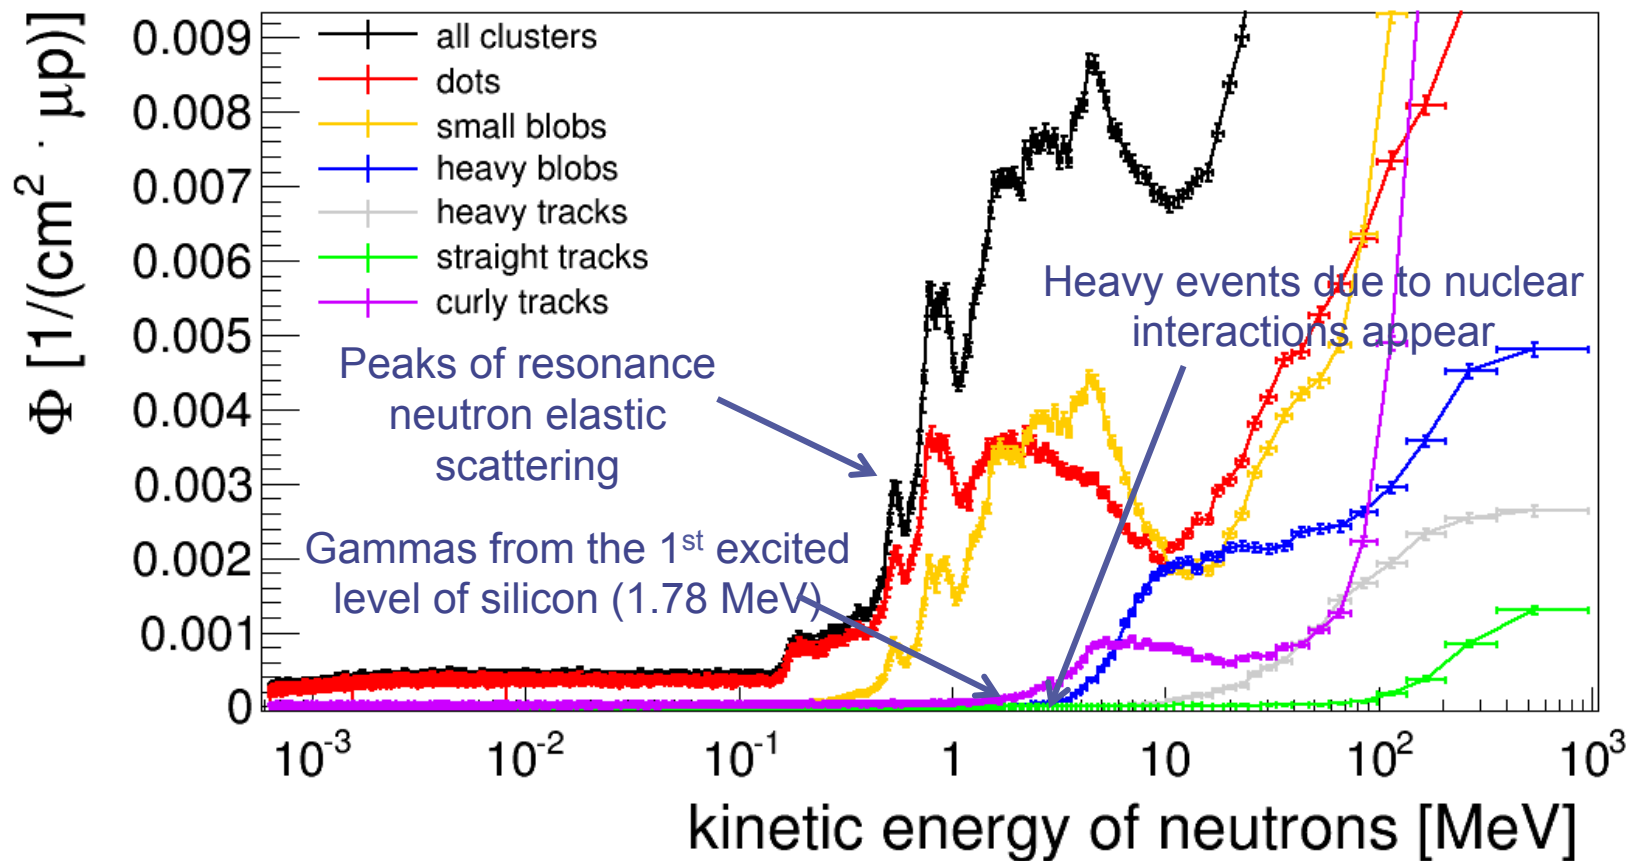 Φ [1/(cm² · μp)]
0.009
0.008
0.007
0.006
0.005
0.004
0.003
0.002
0.001
0
all clusters
dots
small blobs
heavy blobs
heavy tracks
straight tracks
curly tracks
Heavy events due to nuclear
interactions appear
Peaks of resonance
neutron elastic
scattering
Gammas from the 1st excited
level of silicon (1.78 MeV)
10⁻³ 10⁻² 10⁻¹ 1 10 10² 10³
kinetic energy of neutrons [MeV]